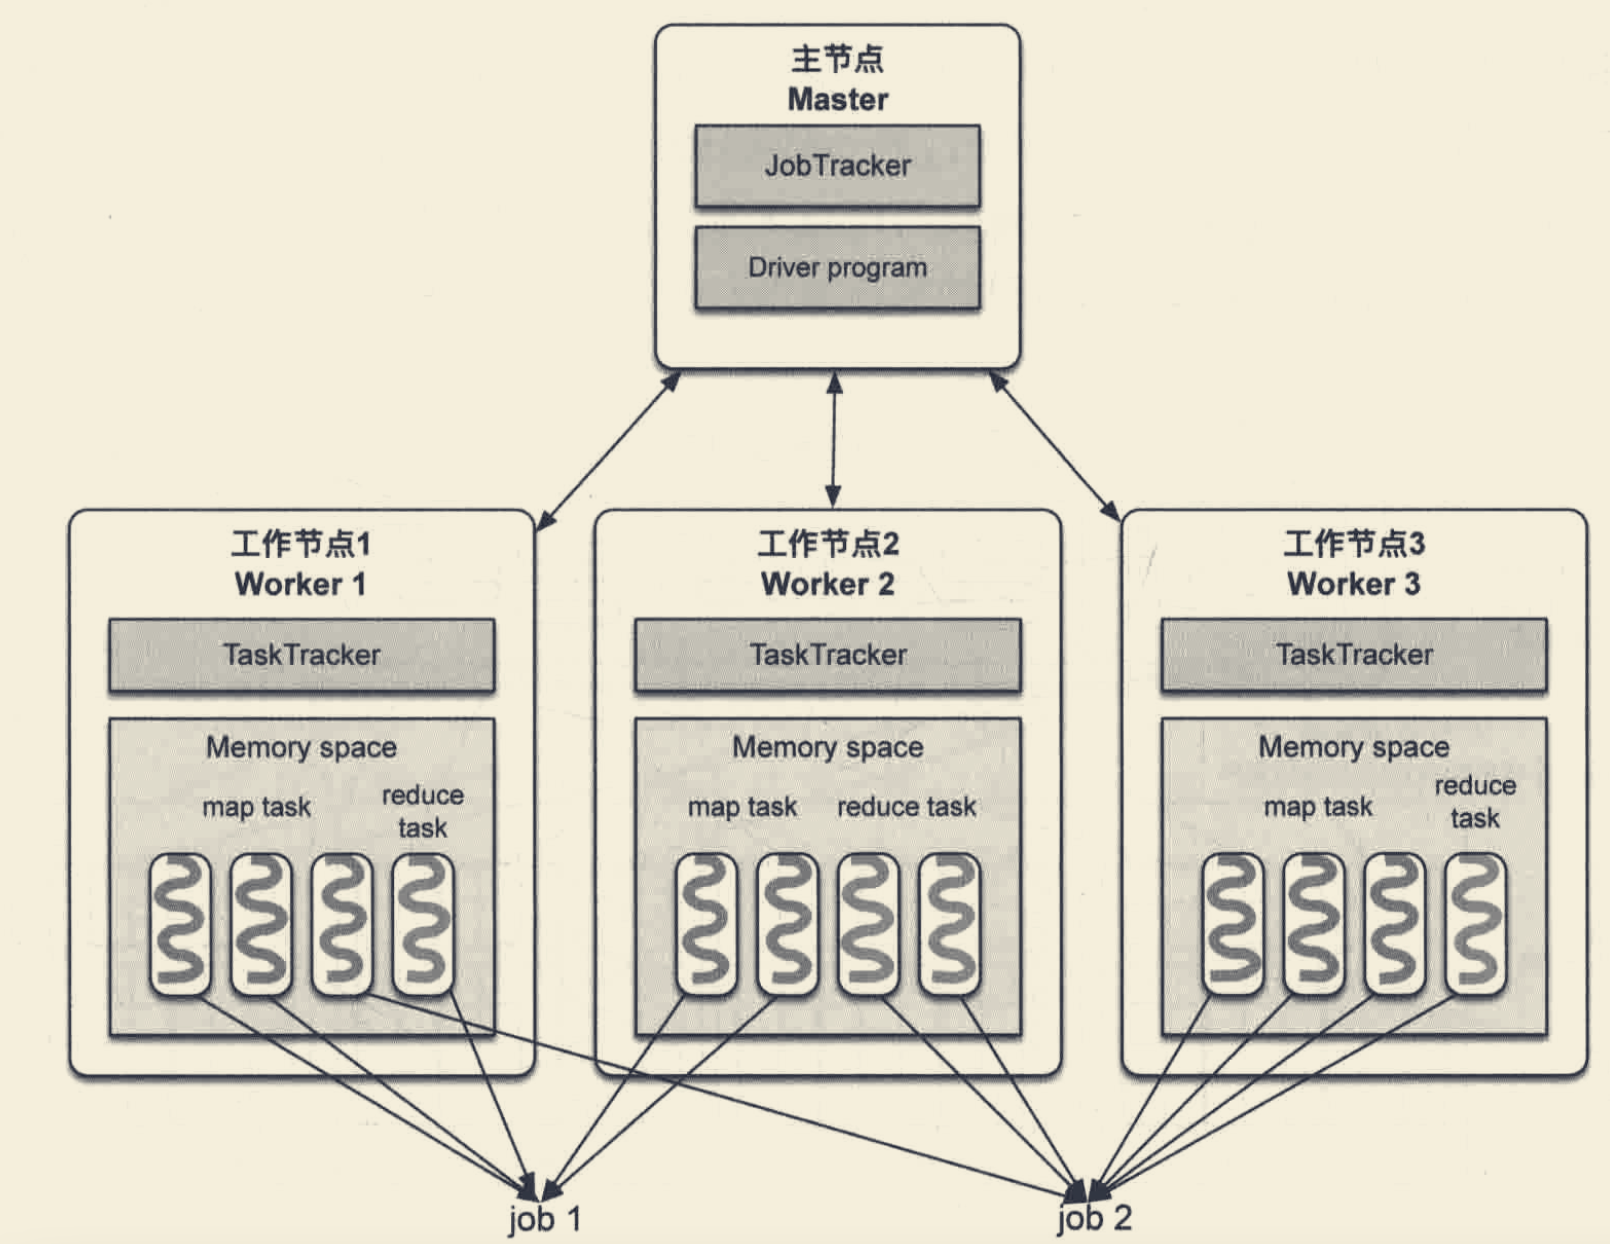 主节点
Master
JobTracker
Driver program
工作节点1
Worker 1
TaskTracker
Memory space
map task
reduce
task
工作节点2
Worker 2
TaskTracker
Memory space
map task
reduce task
工作节点3
Worker 3
TaskTracker
Memory space
map task
reduce
task
job 1
job 2